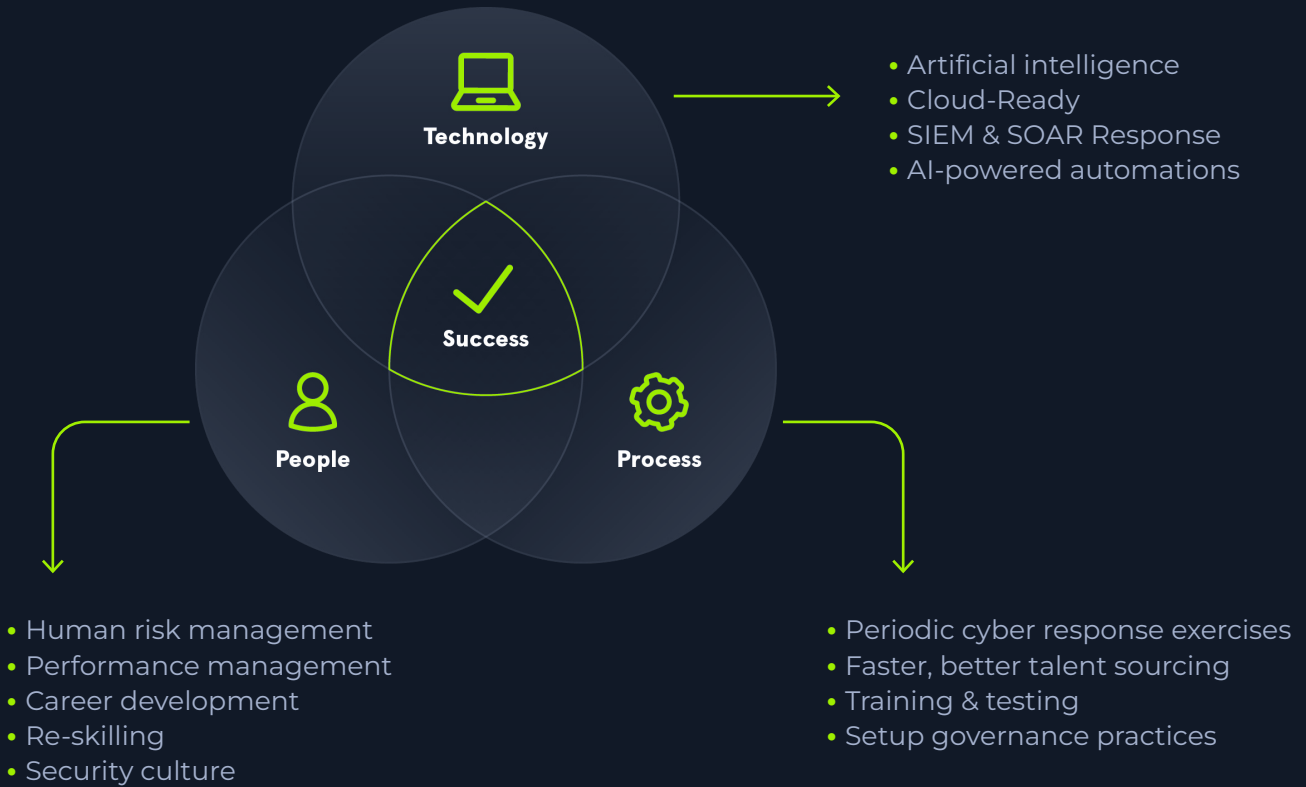 Technology
• Artificial intelligence
• Cloud-Ready
• SIEM & SOAR Response
• AI-powered automations
Success
People
Process
• Human risk management
• Performance management
• Career development
• Re-skilling
• Security culture
• Periodic cyber response exercises
• Faster, better talent sourcing
• Training & testing
• Setup governance practices